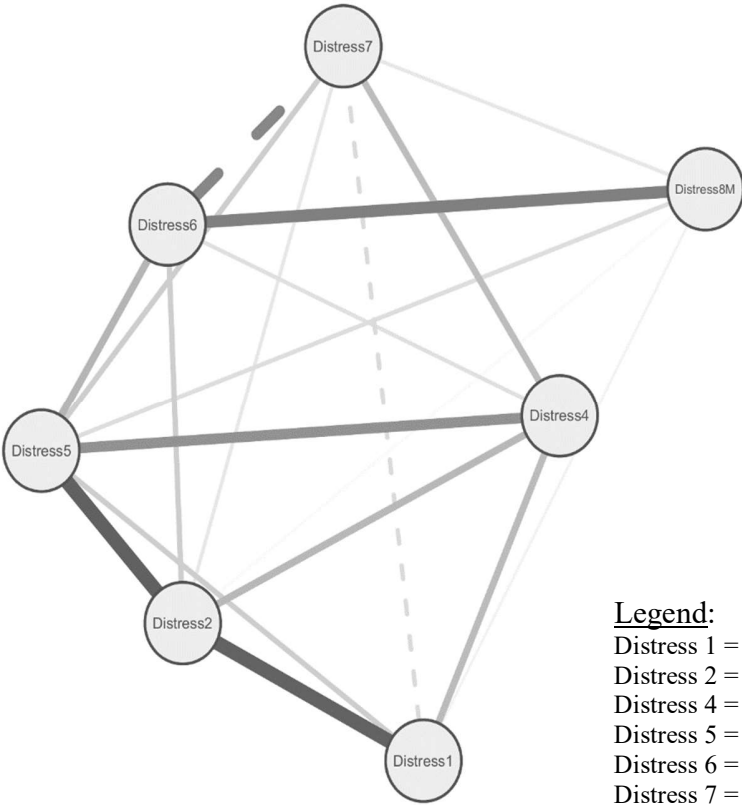 Distress7
Distress8M
Distress6
Distress4
Distress5
Distress2
Distress1
Legend:
Distress 1 =
Distress 2 =
Distress 4 =
Distress 5 =
Distress 6 =
Distress 7 =